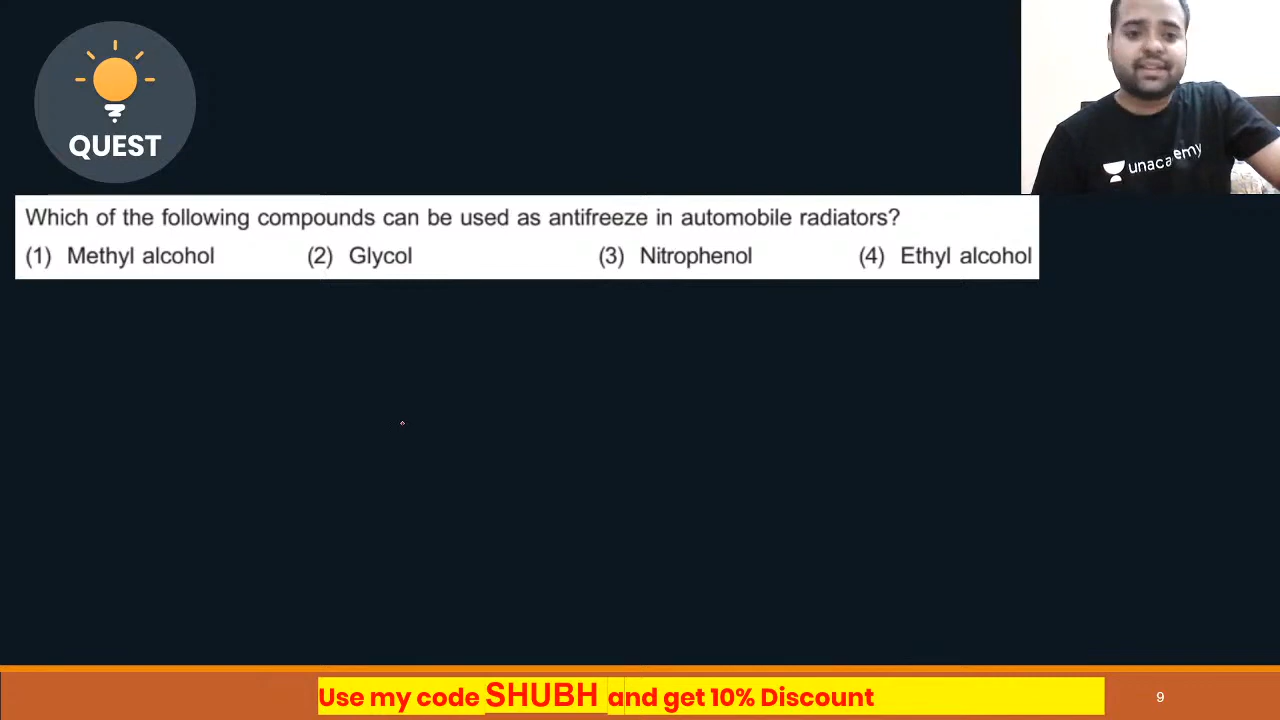 QUEST
unacademy
Which of the following compounds can be used as antifreeze in automobile radiators?
(1) Methyl alcohol (2) Glycol (3) Nitrophenol (4) Ethyl alcohol
Use my code SHUBH and get 10% Discount
9